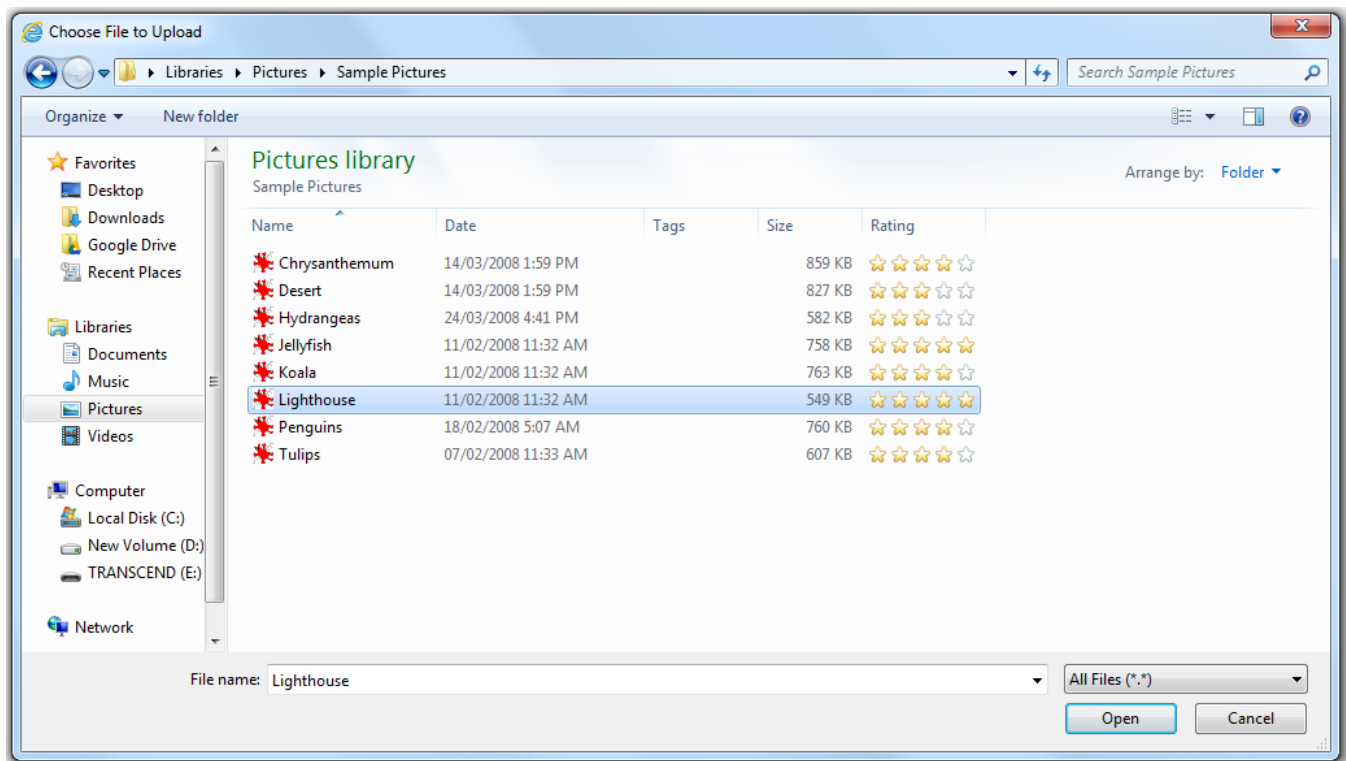 Choose File to Upload
Libraries Pictures Sample Pictures
Search Sample Pictures
Organize New folder
Favorites
Desktop
Downloads
Google Drive
Recent Places
Libraries
Documents
Music
Pictures
Videos
Computer
Local Disk (C:)
New Volume (D:)
TRANSCEND (E:)
Network
Pictures library
Sample Pictures
Arrange by: Folder
Name Date Tags Size Rating
Chrysanthemum 14/03/2008 1:59 PM 859 KB
Desert 14/03/2008 1:59 PM 827 KB
Hydrangeas 24/03/2008 4:41 PM 582 KB
Jellyfish 11/02/2008 11:32 AM 758 KB
Koala 11/02/2008 11:32 AM 763 KB
Lighthouse 11/02/2008 11:32 AM 549 KB
Penguins 18/02/2008 5:07 AM 760 KB
Tulips 07/02/2008 11:33 AM 607 KB
File name: Lighthouse
All Files (*.*)
Open Cancel